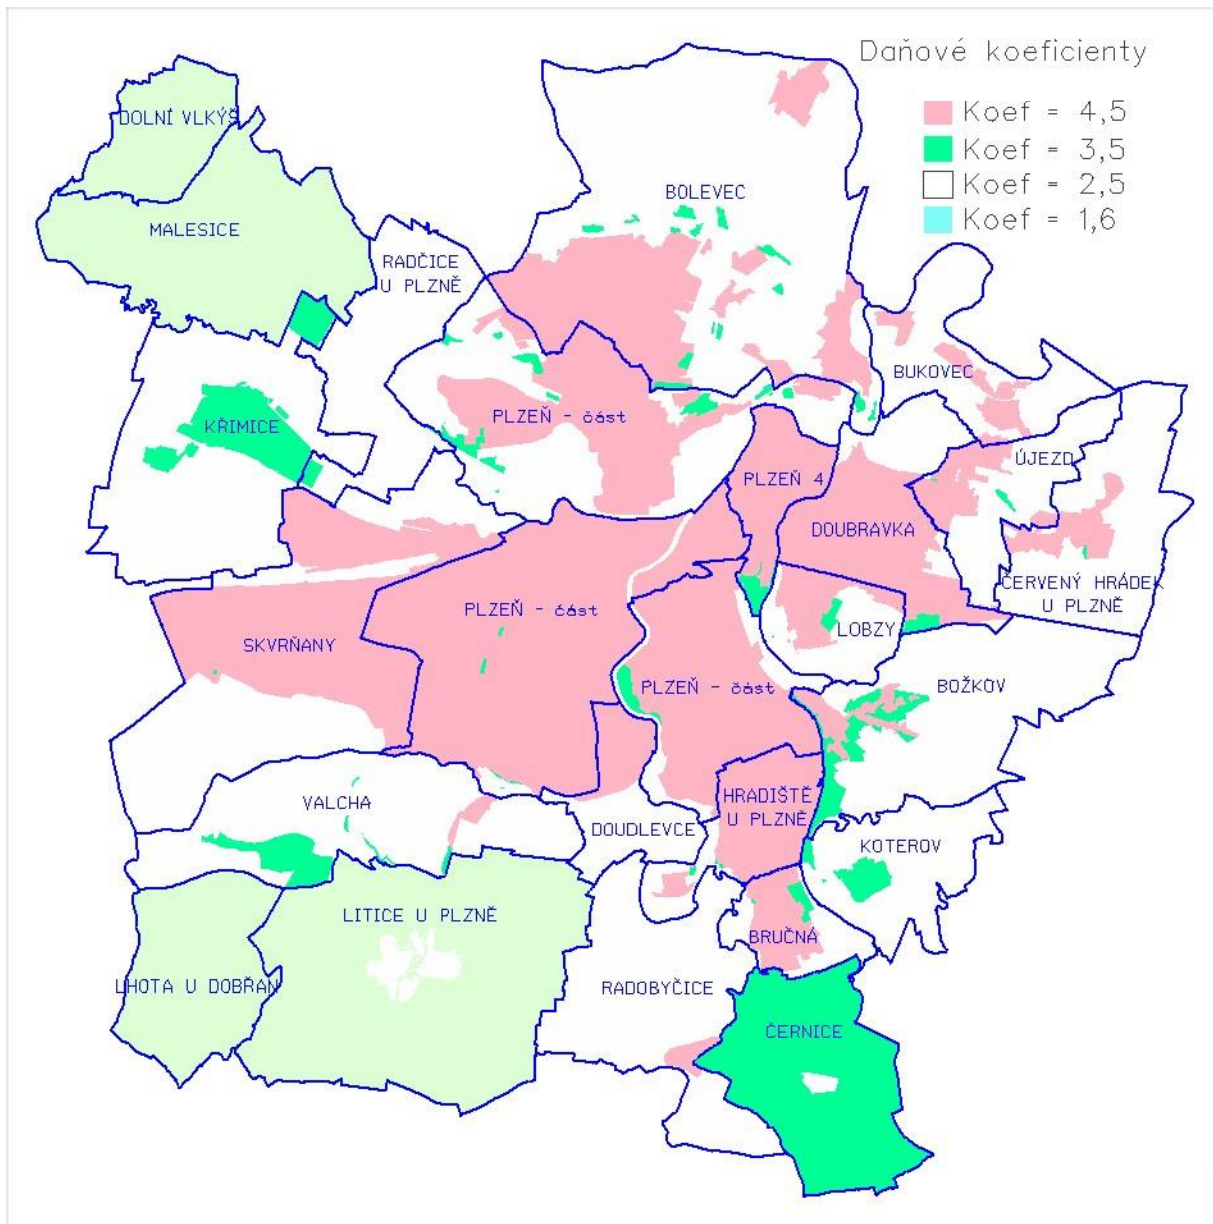 Daňové koeficienty
Koef = 4,5
Koef = 3,5
Koef = 2,5
Koef = 1,6
DOLNÍ VLKÝŠ
MALESICE
BOLEVEC
RADČICE
U PLZNĚ
BUKOVEC
KŘIMICE
PLZEŇ - část
ÚJEZD
PLZEŇ 4
DOUBRAVKA
ČERVENÝ HRÁDEK
U PLZNĚ
PLZEŇ - část
SKVRŇANY
LOBZY
PLZEŇ - část
BOŽKOV
VALCHA
HRADIŠTĚ
U PLZNĚ
DOUDLEVCE
KOTEROV
LITICE U PLZNĚ
BRUČNÁ
LHOTA U DOBŘAN
RADOBYČICE
ČERNICE